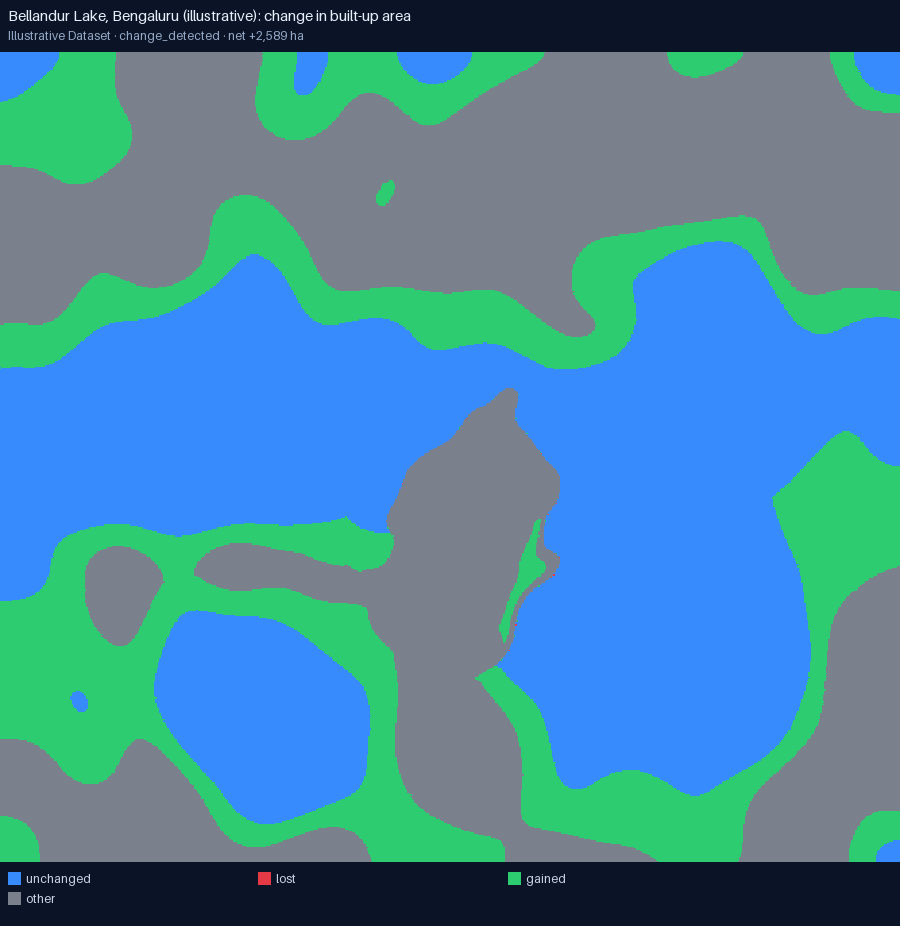 Bellandur Lake, Bengaluru (illustrative): change in built-up area
Illustrative Dataset · change_detected · net +2,589 ha
unchanged
lost
gained
other